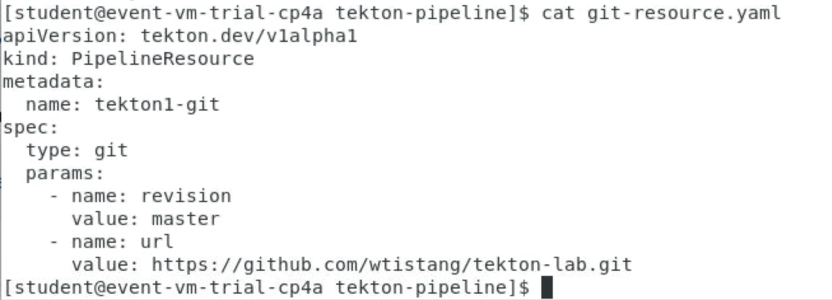 [student@event-vm-trial-cp4a tekton-pipeline]$ cat git-resource.yaml
apiVersion: tekton.dev/v1alpha1
kind: PipelineResource
metadata:
  name: tekton1-git
spec:
  type: git
  params:
    - name: revision
      value: master
    - name: url
      value: https://github.com/wtistang/tekton-lab.git
[student@event-vm-trial-cp4a tekton-pipeline]$